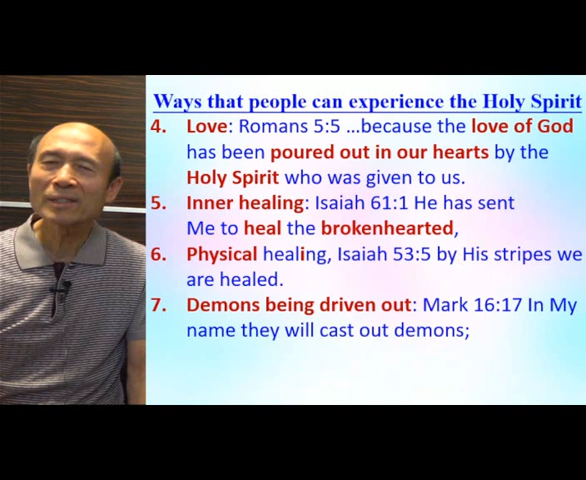 Ways that people can experience the Holy Spirit
4. Love: Romans 5:5 ...because the love of God
has been poured out in our hearts by the
Holy Spirit who was given to us.
5. Inner healing: Isaiah 61:1 He has sent
Me to heal the brokenhearted,
6. Physical healing, Isaiah 53:5 by His stripes we
are healed.
7. Demons being driven out: Mark 16:17 In My
name they will cast out demons;